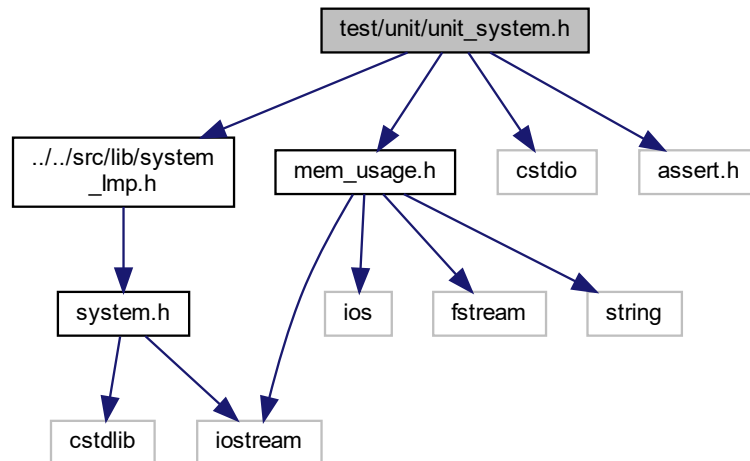 test/unit/unit_system.h
../../src/lib/system
_Imp.h
mem_usage.h
cstdio
assert.h
system.h
ios
fstream
string
cstdlib
iostream